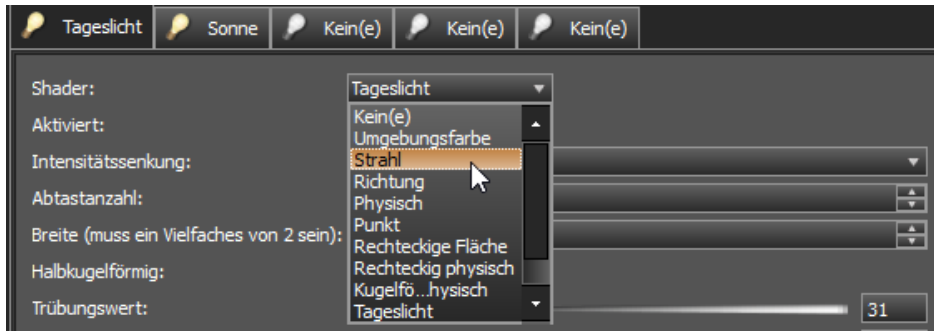 Tageslicht Sonne Kein(e) Kein(e) Kein(e)
Shader: Tageslicht
Aktiviert:
Intensitätssenkung:
Abtastanzahl:
Breite (muss ein Vielfaches von 2 sein):
Halbkugelförmig:
Trübungswert: 31
Kein(e)
Umgebungsfarbe
Strahl
Richtung
Physisch
Punkt
Rechteckige Fläche
Rechteckig physisch
Kugelfö...hysisch
Tageslicht